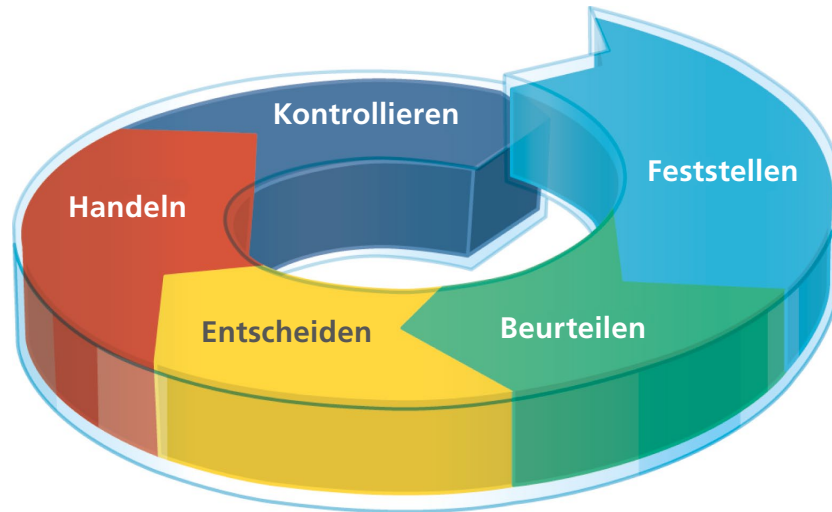 Kontrollieren
Feststellen
Handeln
Entscheiden
Beurteilen